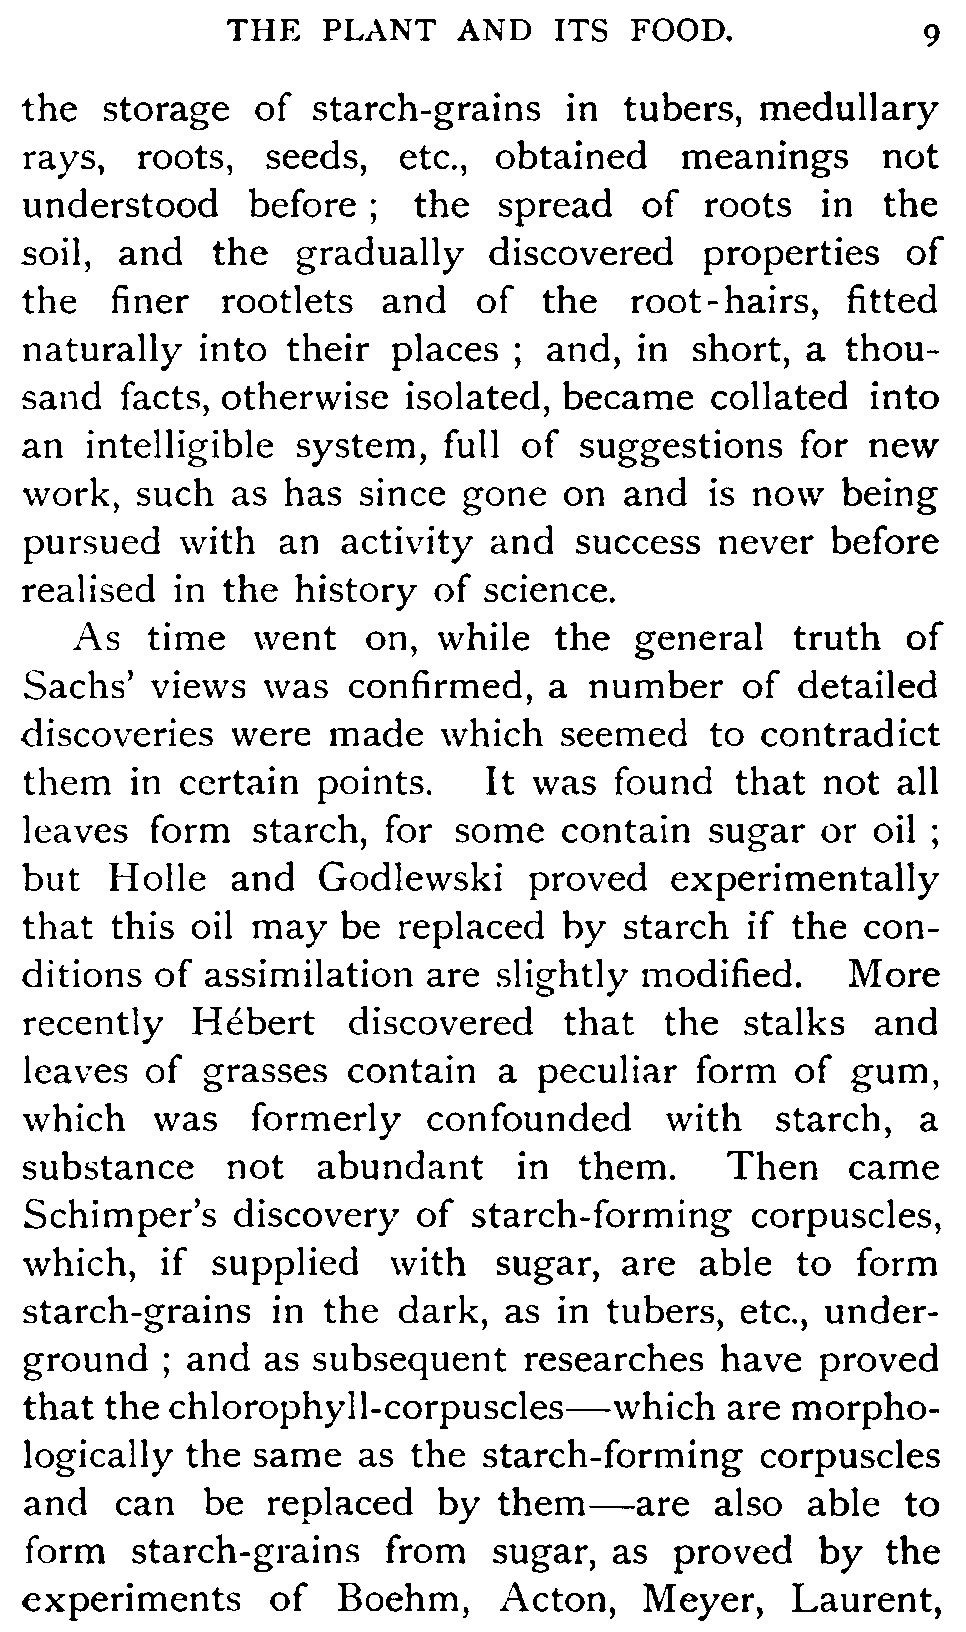 THE PLANT AND ITS FOOD. 9
the storage of starch-grains in tubers, medullary
rays, roots, seeds, etc., obtained meanings not
understood before ; the spread of roots in the
soil, and the gradually discovered properties of
the finer rootlets and of the root-hairs, fitted
naturally into their places ; and, in short, a thou-
sand facts, otherwise isolated, became collated into
an intelligible system, full of suggestions for new
work, such as has since gone on and is now being
pursued with an activity and success never before
realised in the history of science.
As time went on, while the general truth of
Sachs' views was confirmed, a number of detailed
discoveries were made which seemed to contradict
them in certain points. It was found that not all
leaves form starch, for some contain sugar or oil ;
but Holle and Godlewski proved experimentally
that this oil may be replaced by starch if the con-
ditions of assimilation are slightly modified. More
recently Hébert discovered that the stalks and
leaves of grasses contain a peculiar form of gum,
which was formerly confounded with starch, a
substance not abundant in them. Then came
Schimper's discovery of starch-forming corpuscles,
which, if supplied with sugar, are able to form
starch-grains in the dark, as in tubers, etc., under-
ground ; and as subsequent researches have proved
that the chlorophyll-corpuscles—which are morpho-
logically the same as the starch-forming corpuscles
and can be replaced by them—are also able to
form starch-grains from sugar, as proved by the
experiments of Boehm, Acton, Meyer, Laurent,